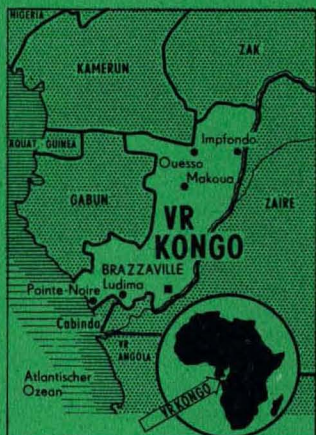 NIGERIA
ZAK
KAMERUN
ÄQUAT.-GUINEA
Impfondo
Ouesso
Makoua
GABUN
ZAIRE
VR
KONGO
BRAZZAVILLE
Ludima
Pointe-Noire
Cabinda
VR
ANGOLA
Atlantischer
Ozean
VR KONGO